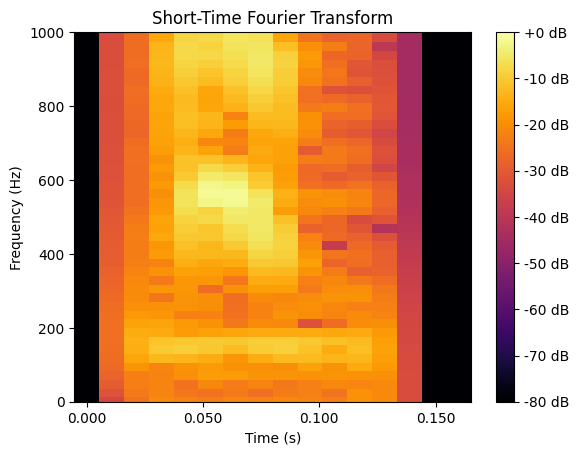 Short-Time Fourier Transform
1000
800
600
400
200
0
Frequency (Hz)
0.000
0.050
0.100
0.150
Time (s)
+0 dB
-10 dB
-20 dB
-30 dB
-40 dB
-50 dB
-60 dB
-70 dB
-80 dB